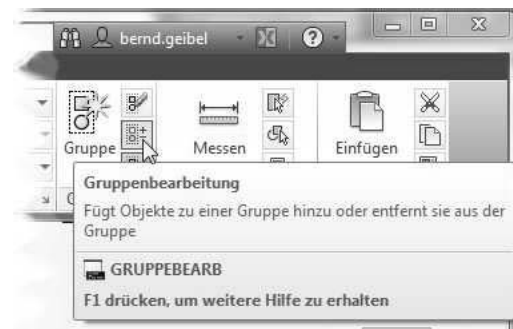 bernd.geibel
Gruppe
Messen
Einfügen
Gruppenbearbeitung
Fügt Objekte zu einer Gruppe hinzu oder entfernt sie aus der
Gruppe
GRUPPEBEARB
F1 drücken, um weitere Hilfe zu erhalten